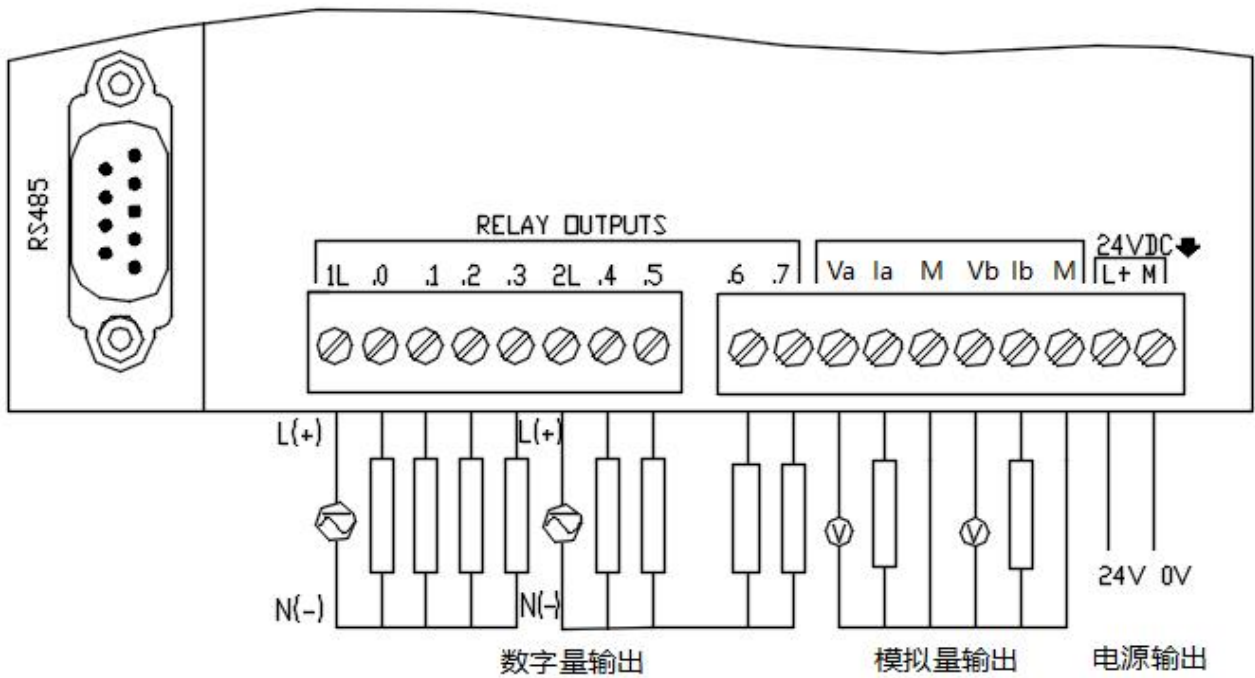 RS485
RELAY OUTPUTS
24VDC
1L .0 .1 .2 .3 2L .4 .5 .6 .7 Va Ia M Vb Ib M L+ M
L(+) L(+)
V V
24V 0V
N(-) N(-)
数字量输出 模拟量输出 电源输出